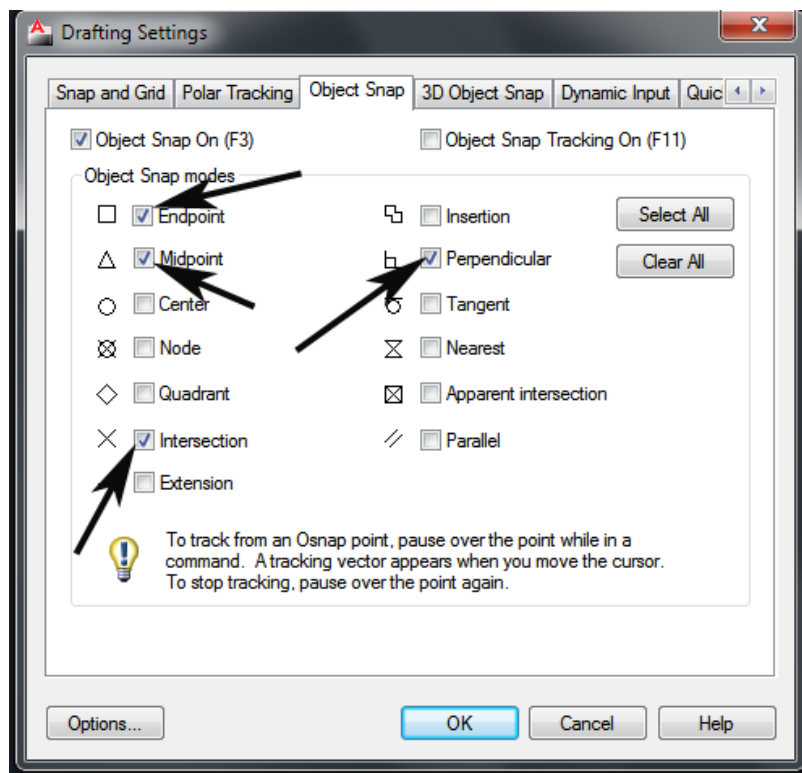 Drafting Settings
Snap and Grid Polar Tracking Object Snap 3D Object Snap Dynamic Input
Object Snap On (F3) Object Snap Tracking On (F11)
Object Snap modes
Endpoint Insertion Select All
Midpoint Perpendicular Clear All
Center Tangent
Node Nearest
Quadrant Apparent intersection
Intersection Parallel
Extension
To track from an Osnap point, pause over the point while in a
command. A tracking vector appears when you move the cursor.
To stop tracking, pause over the point again.
Options... OK Cancel Help